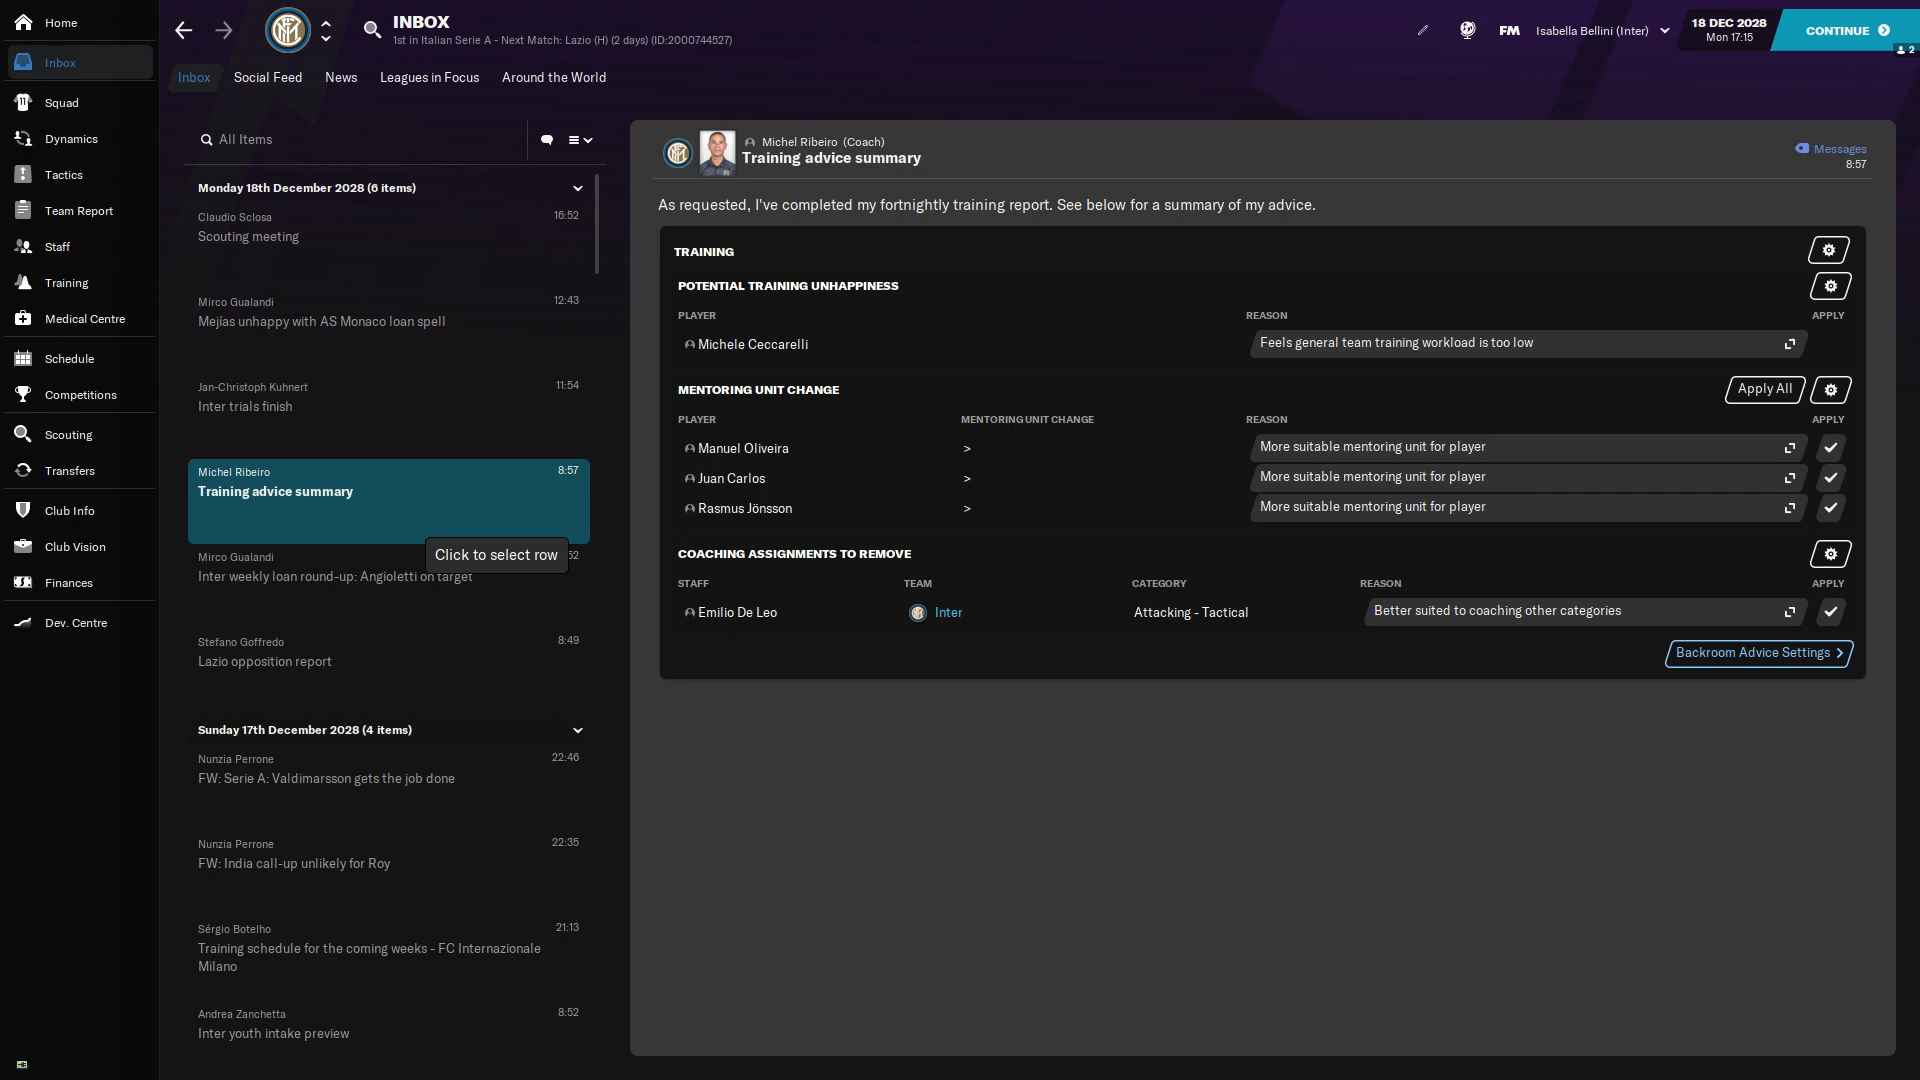 Home
Inbox
Squad
Dynamics
Tactics
Team Report
Staff
Training
Medical Centre
Schedule
Competitions
Scouting
Transfers
Club Info
Club Vision
Finances
Dev. Centre
INBOX
1st in Italian Serie A - Next Match: Lazio (H) (2 days) (ID:2000744527)
FM
Isabella Bellini (Inter)
18 DEC 2028
Mon 17:15
CONTINUE
2
Inbox
Social Feed
News
Leagues in Focus
Around the World
All Items
Monday 18th December 2028 (6 items)
Claudio Sclosa
16:52
Scouting meeting
Mirco Gualandi
12:43
Mejías unhappy with AS Monaco loan spell
Jan-Christoph Kuhnert
11:54
Inter trials finish
Michel Ribeiro
8:57
Training advice summary
Click to select row
Mirco Gualandi
52
Inter weekly loan round-up: Angioletti on target
Stefano Goffredo
8:49
Lazio opposition report
Sunday 17th December 2028 (4 items)
Nunzia Perrone
22:46
FW: Serie A: Valdimarsson gets the job done
Nunzia Perrone
22:35
FW: India call-up unlikely for Roy
Sérgio Botelho
21:13
Training schedule for the coming weeks - FC Internazionale
Milano
Andrea Zanchetta
8:52
Inter youth intake preview
Michel Ribeiro (Coach)
Training advice summary
Messages
8:57
As requested, I've completed my fortnightly training report. See below for a summary of my advice.
TRAINING
POTENTIAL TRAINING UNHAPPINESS
PLAYER REASON APPLY
Michele Ceccarelli Feels general team training workload is too low
MENTORING UNIT CHANGE
Apply All
PLAYER MENTORING UNIT CHANGE REASON APPLY
Manuel Oliveira > More suitable mentoring unit for player
Juan Carlos > More suitable mentoring unit for player
Rasmus Jönsson > More suitable mentoring unit for player
COACHING ASSIGNMENTS TO REMOVE
STAFF TEAM CATEGORY REASON APPLY
Emilio De Leo Inter Attacking - Tactical Better suited to coaching other categories
Backroom Advice Settings